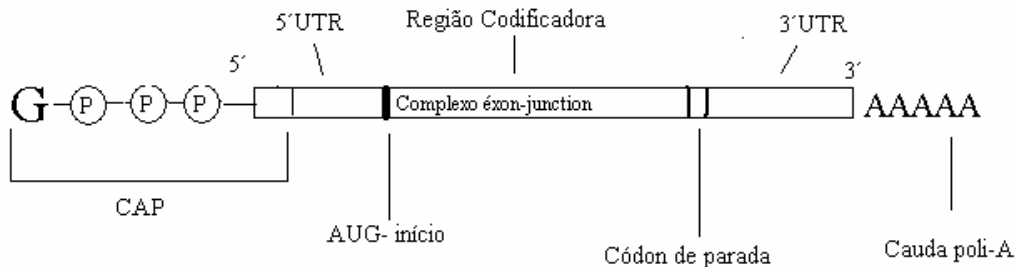 Região Codificadora
5´UTR
3´UTR
5´
3´
G P P P Complexo éxon-junction AAAAA
CAP
AUG- início
Códon de parada
Cauda poli-A